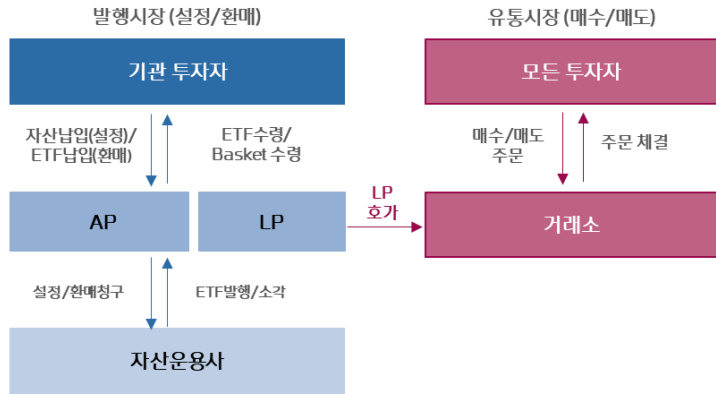 발행시장 (설정/환매)
기관 투자자
자산납입(설정)/
ETF납입(환매)
ETF수령/
Basket 수령
AP
LP
설정/환매청구
ETF발행/소각
자산운용사
LP
호가
유통시장 (매수/매도)
모든 투자자
매수/매도
주문
주문 체결
거래소